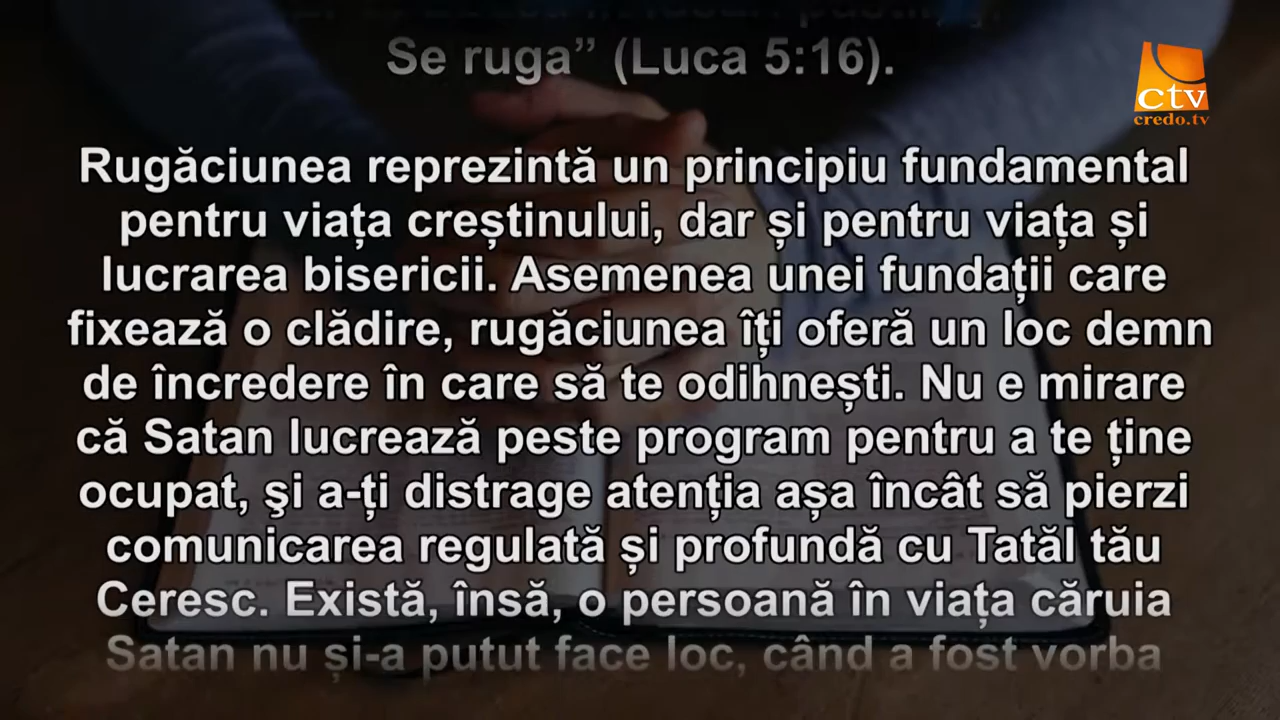 Se ruga” (Luca 5:16).
ctv
credo.tv
Rugăciunea reprezintă un principiu fundamental
pentru viața creștinului, dar și pentru viața și
lucrarea bisericii. Asemenea unei fundații care
fixează o clădire, rugăciunea îți oferă un loc demn
de încredere în care să te odihnești. Nu e mirare
că Satan lucrează peste program pentru a te ține
ocupat, şi a-ți distrage atenția așa încât să pierzi
comunicarea regulată și profundă cu Tatăl tău
Ceresc. Există, însă, o persoană în viața căruia
Satan nu și-a putut face loc, când a fost vorba